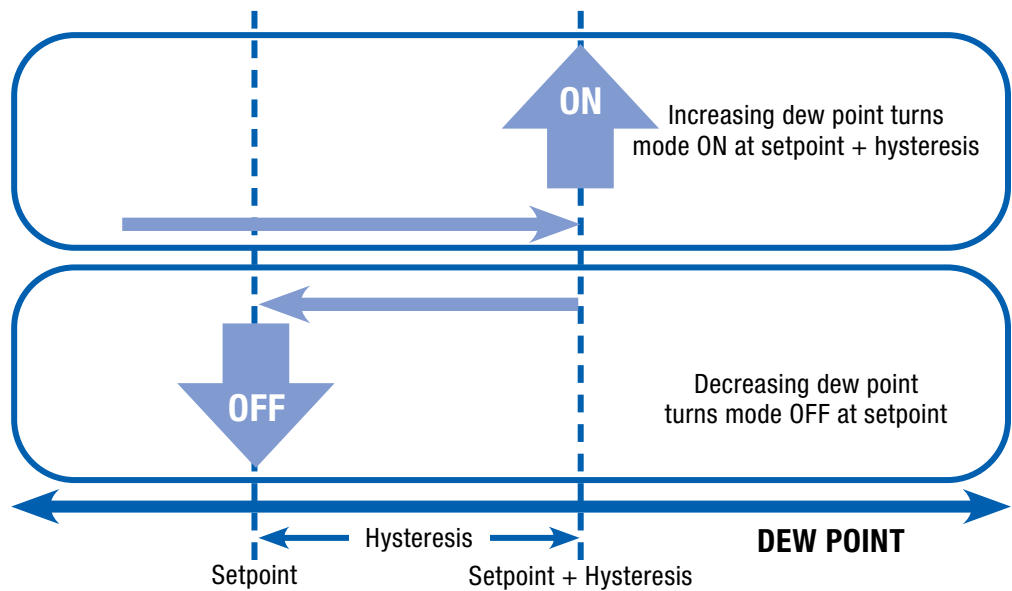 ON
Increasing dew point turns
mode ON at setpoint + hysteresis
OFF
Decreasing dew point
turns mode OFF at setpoint
Hysteresis
DEW POINT
Setpoint
Setpoint + Hysteresis